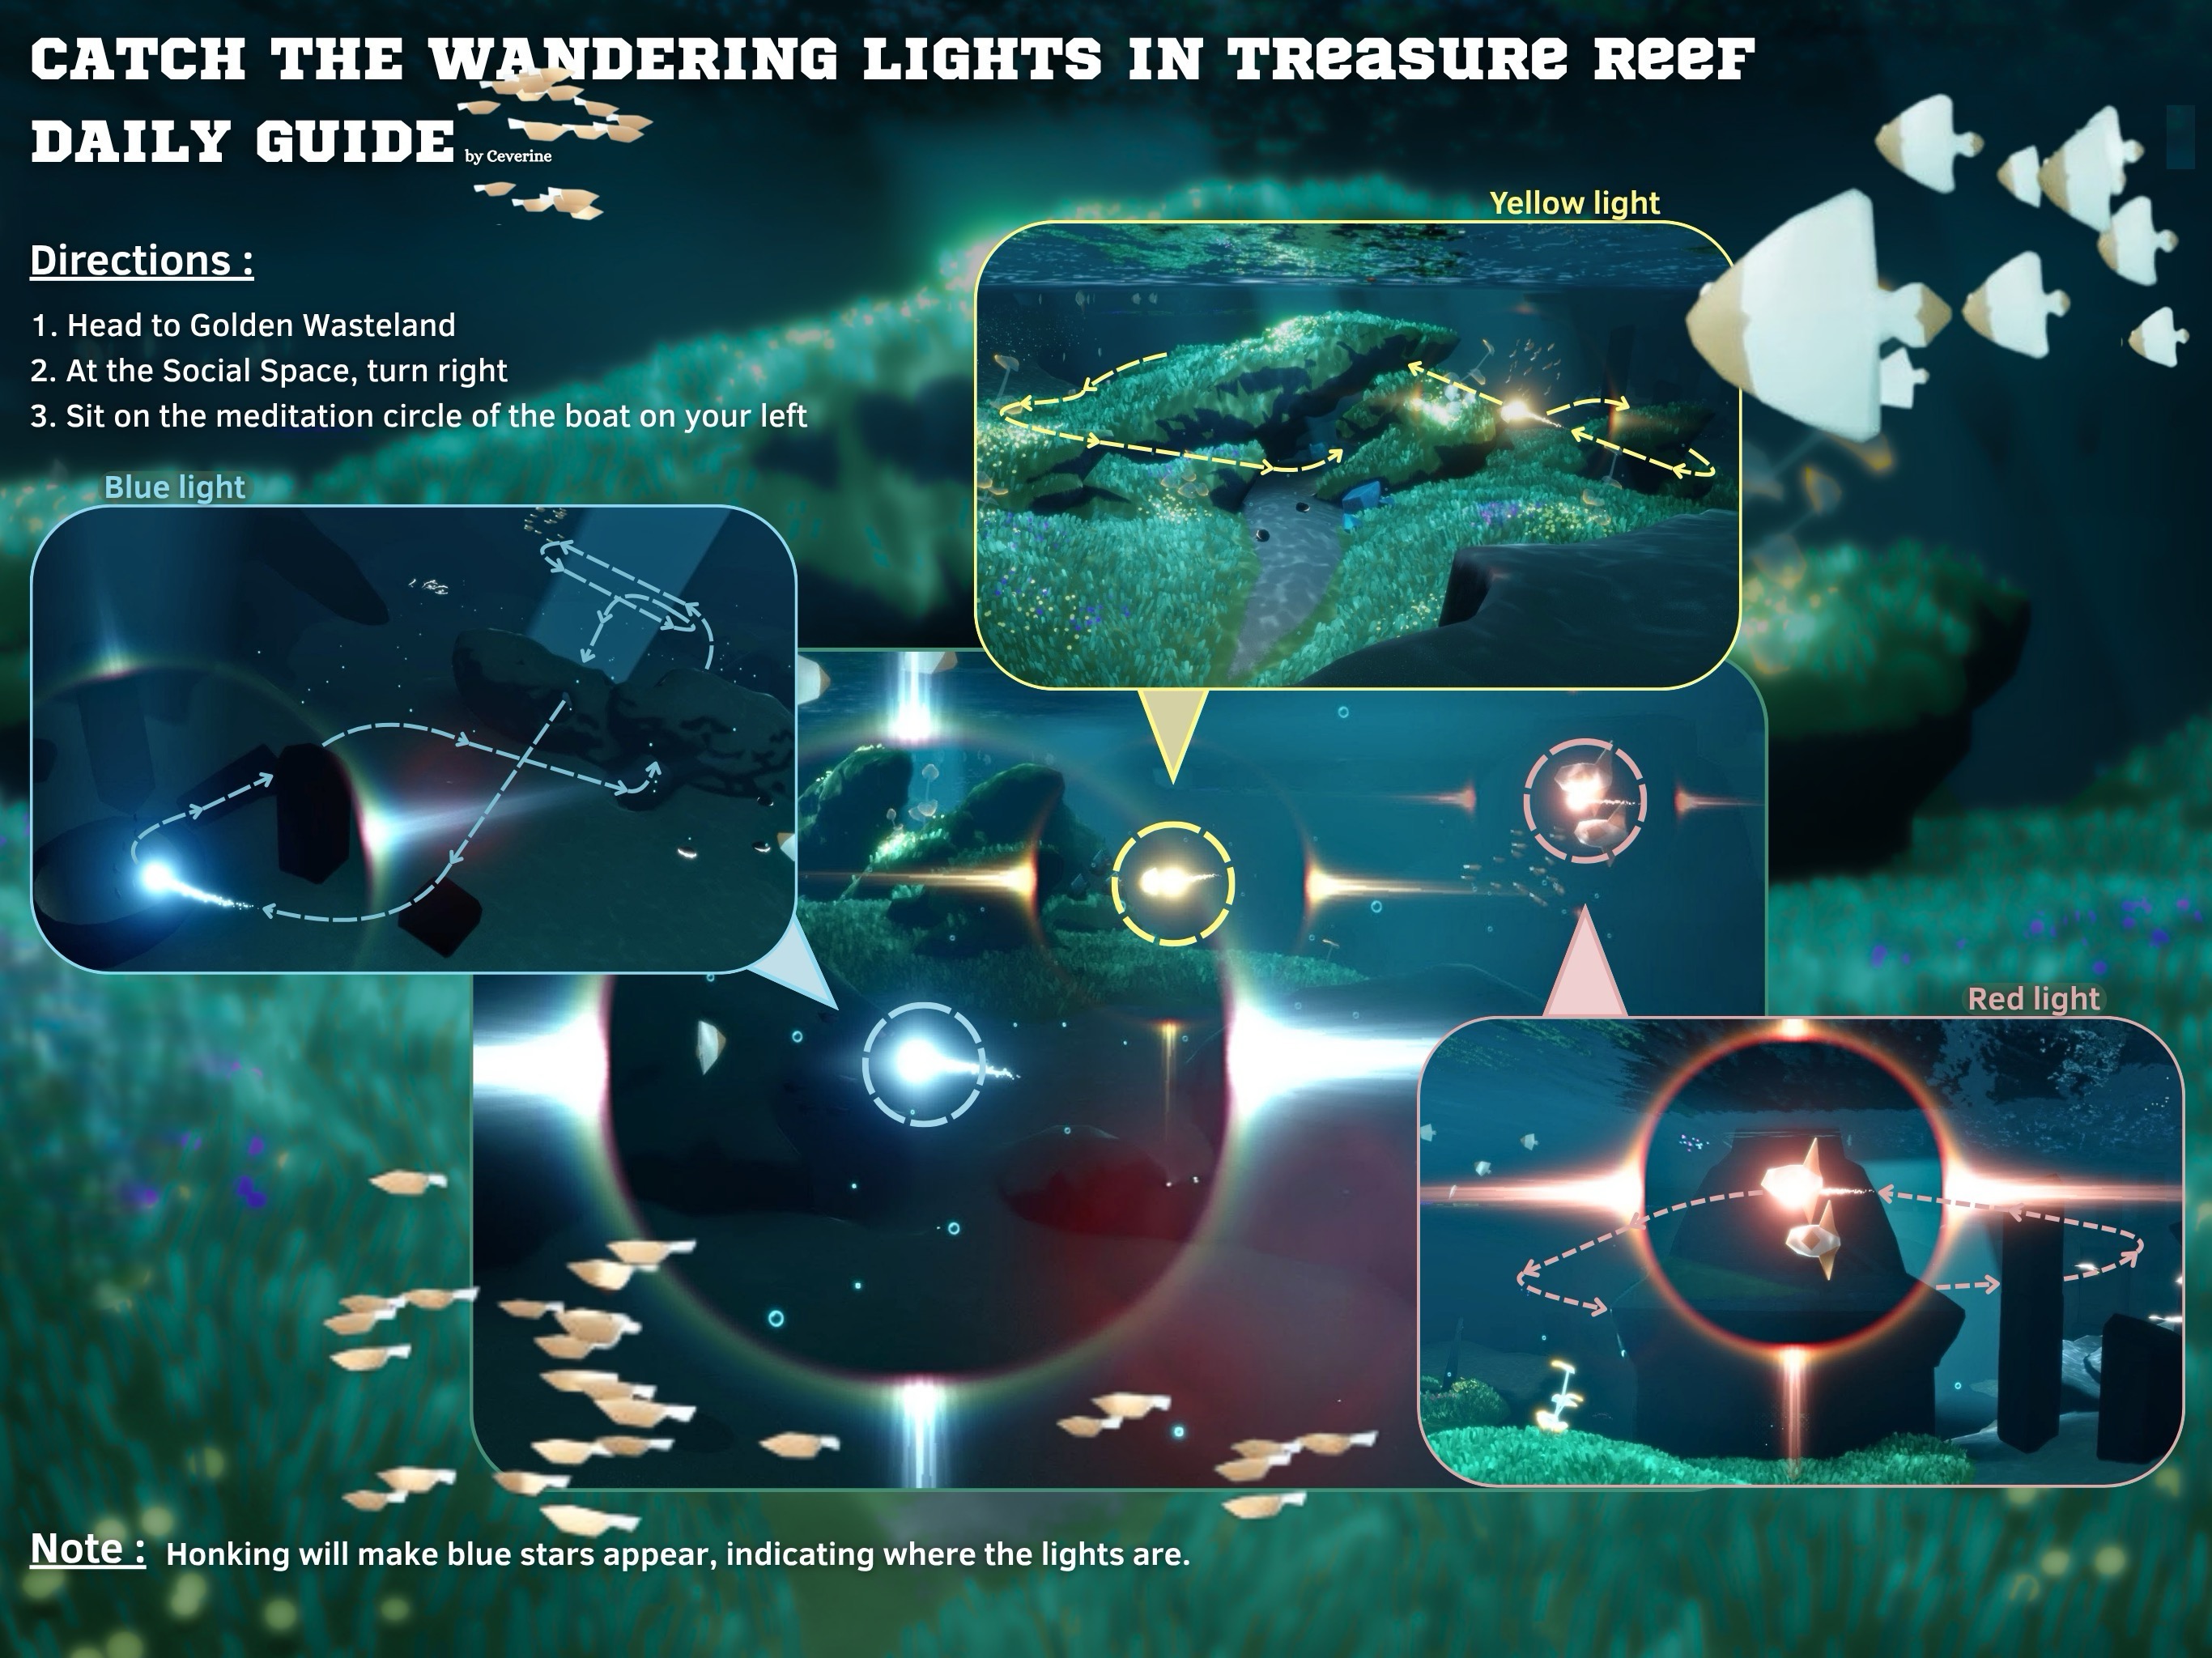 CATCH THE WANDERING LIGHTS IN TREASURE REEF
DAILY GUIDE by Ceverine
Directions :
1. Head to Golden Wasteland
2. At the Social Space, turn right
3. Sit on the meditation circle of the boat on your left
Yellow light
Blue light
Red light
Note : Honking will make blue stars appear, indicating where the lights are.